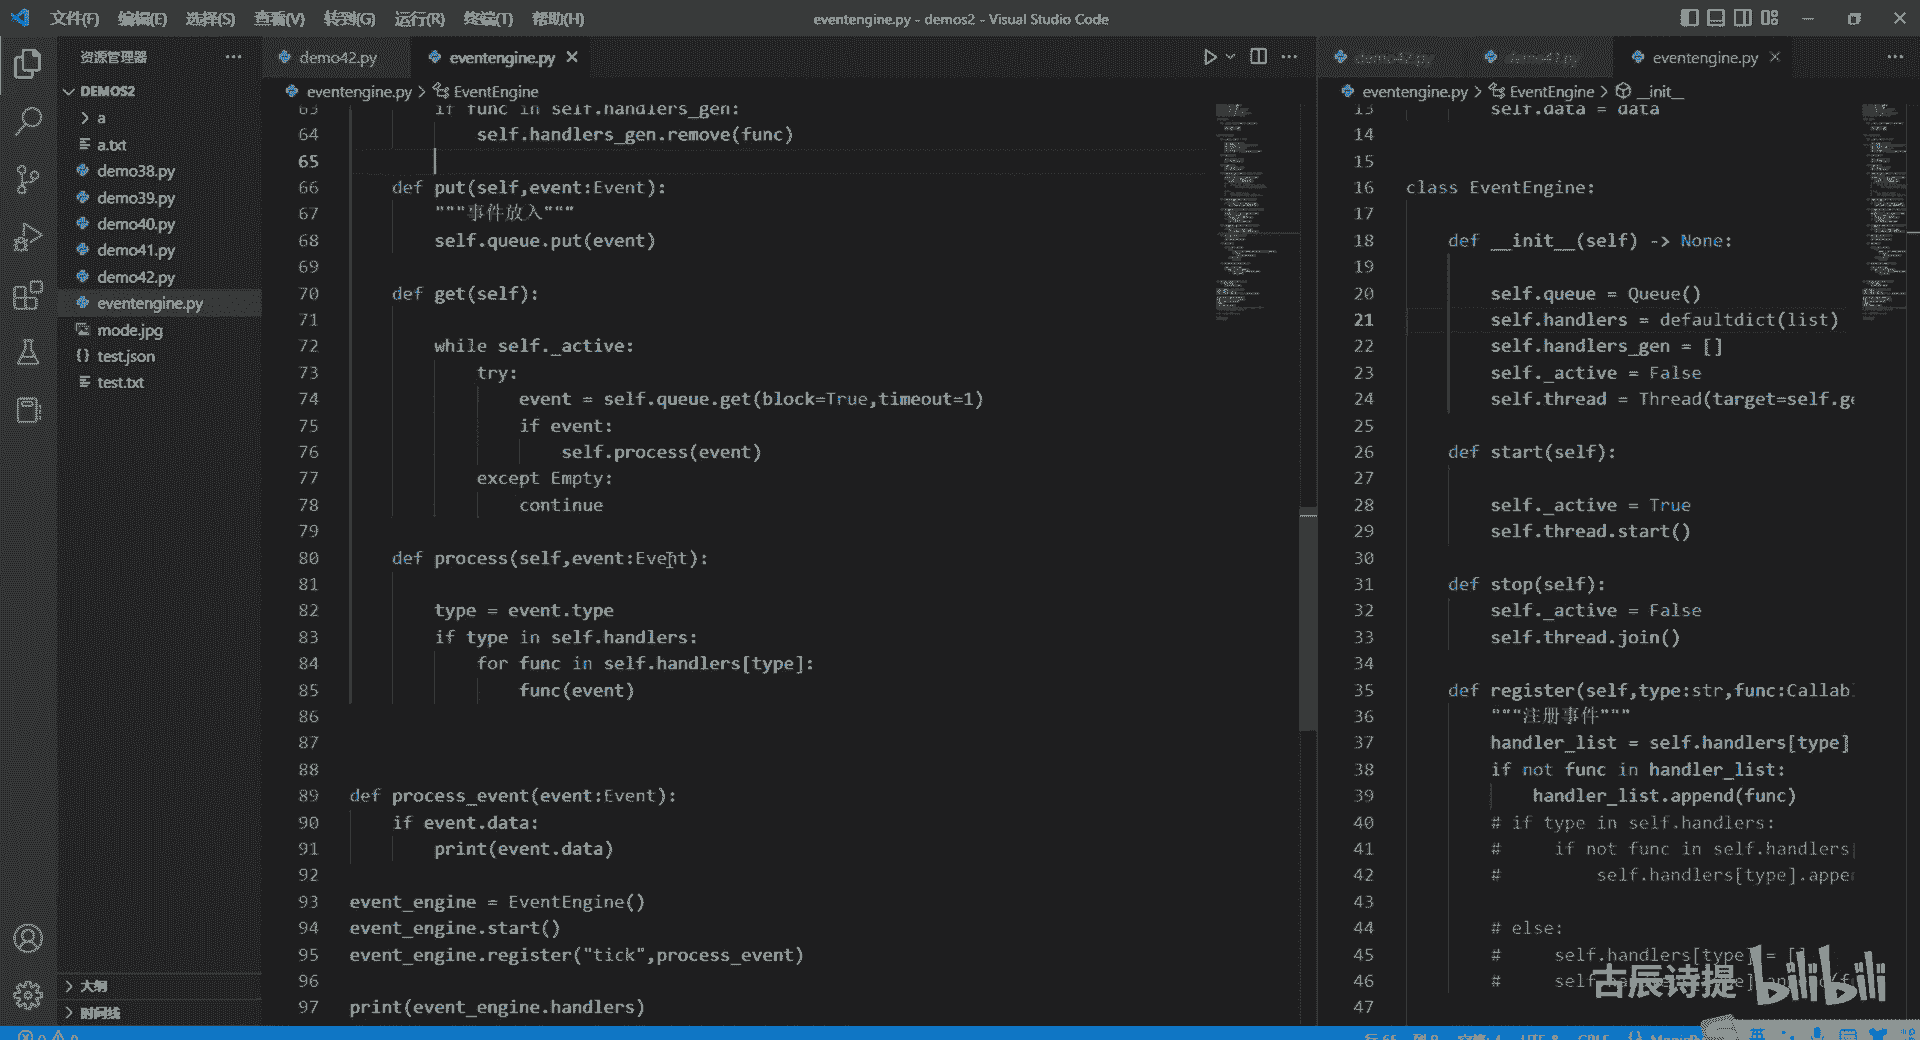 文件(F) 编辑(E) 选择(S) 查看(V) 转到(G) 运行(R) 终端(T) 帮助(H)
eventengine.py - demos2 - Visual Studio Code
资源管理器
DEMOS2
a
a.txt
demo38.py
demo39.py
demo40.py
demo41.py
demo42.py
eventengine.py
mode.jpg
test.json
test.txt
大纲
时间线
demo42.py
eventengine.py
eventengine.py > EventEngine
63 if func in self.handlers_gen:
64 self.handlers_gen.remove(func)
65
66 def put(self,event:Event):
67 """事件放入"""
68 self.queue.put(event)
69
70 def get(self):
71
72 while self._active:
73 try:
74 event = self.queue.get(block=True,timeout=1)
75 if event:
76 self.process(event)
77 except Empty:
78 continue
79
80 def process(self,event:Event):
81
82 type = event.type
83 if type in self.handlers:
84 for func in self.handlers[type]:
85 func(event)
86
87
88
89 def process_event(event:Event):
90 if event.data:
91 print(event.data)
92
93 event_engine = EventEngine()
94 event_engine.start()
95 event_engine.register("tick",process_event)
96
97 print(event_engine.handlers)
demo42.py
demo41.py
eventengine.py
eventengine.py > EventEngine > __init__
13 self.data = data
14
15
16 class EventEngine:
17
18 def __init__(self) -> None:
19
20 self.queue = Queue()
21 self.handlers = defaultdict(list)
22 self.handlers_gen = []
23 self._active = False
24 self.thread = Thread(target=self.ge
25
26 def start(self):
27
28 self._active = True
29 self.thread.start()
30
31 def stop(self):
32 self._active = False
33 self.thread.join()
34
35 def register(self,type:str,func:Callab
36 """注册事件"""
37 handler_list = self.handlers[type]
38 if not func in handler_list:
39 handler_list.append(func)
40 # if type in self.handlers:
41 # if not func in self.handlers[
42 # self.handlers[type].appe
43
44 # else:
45 # self.handlers[type] = [
46 #
47
古辰诗提 bilibili
英